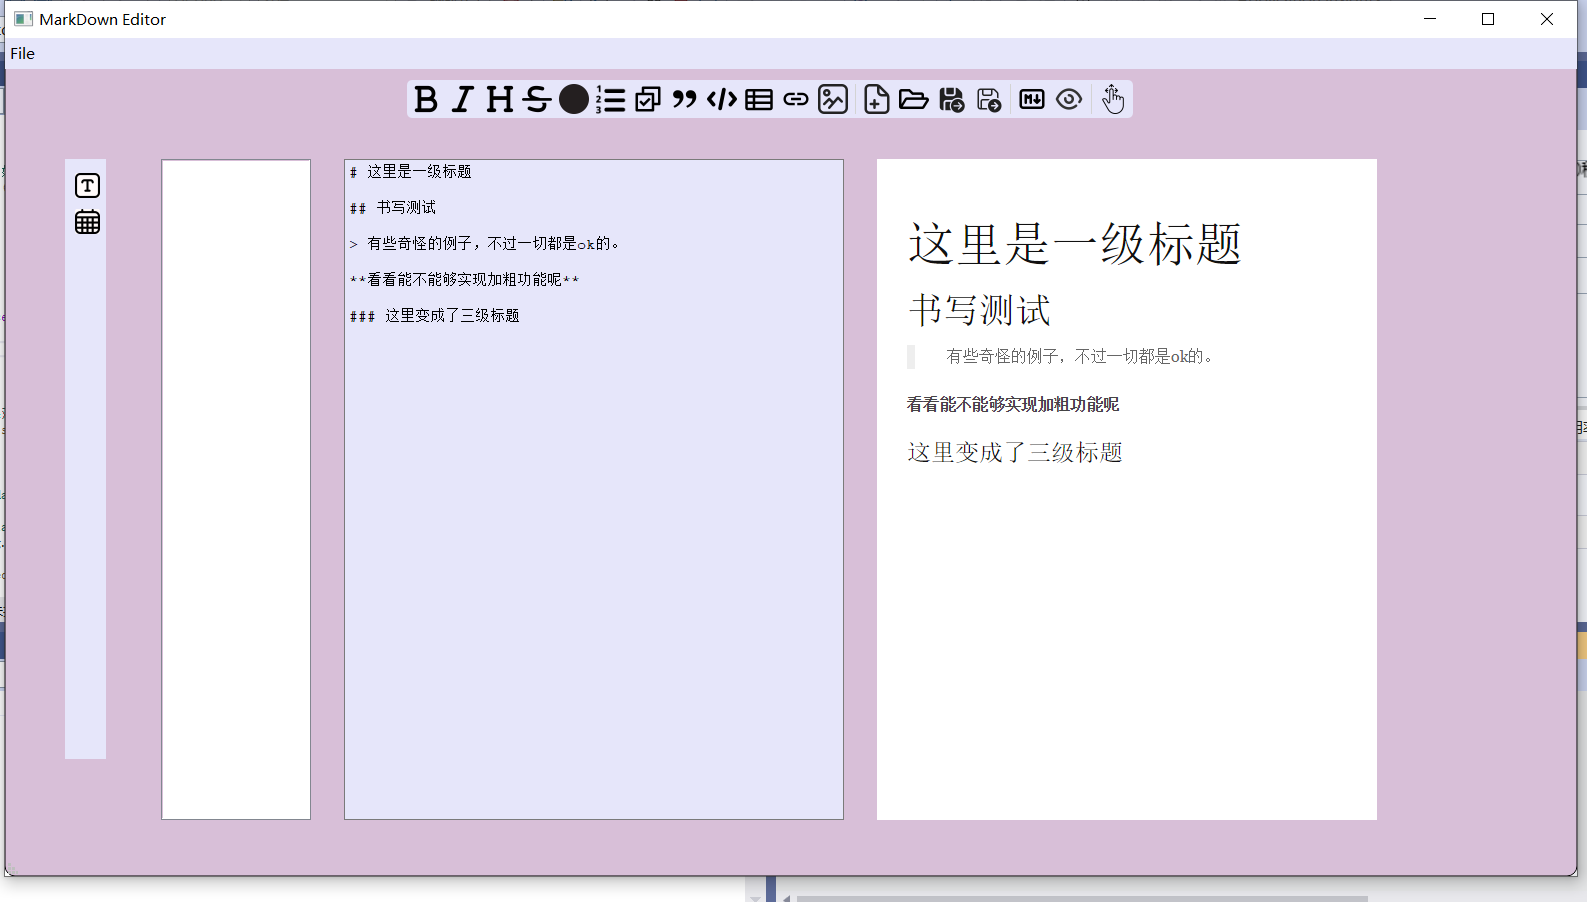 MarkDown Editor
File
B I H S
# 这里是一级标题
## 书写测试
> 有些奇怪的例子，不过一切都是ok的。
**看看能不能够实现加粗功能呢**
### 这里变成了三级标题
这里是一级标题
书写测试
有些奇怪的例子，不过一切都是ok的。
看看能不能够实现加粗功能呢
这里变成了三级标题
T